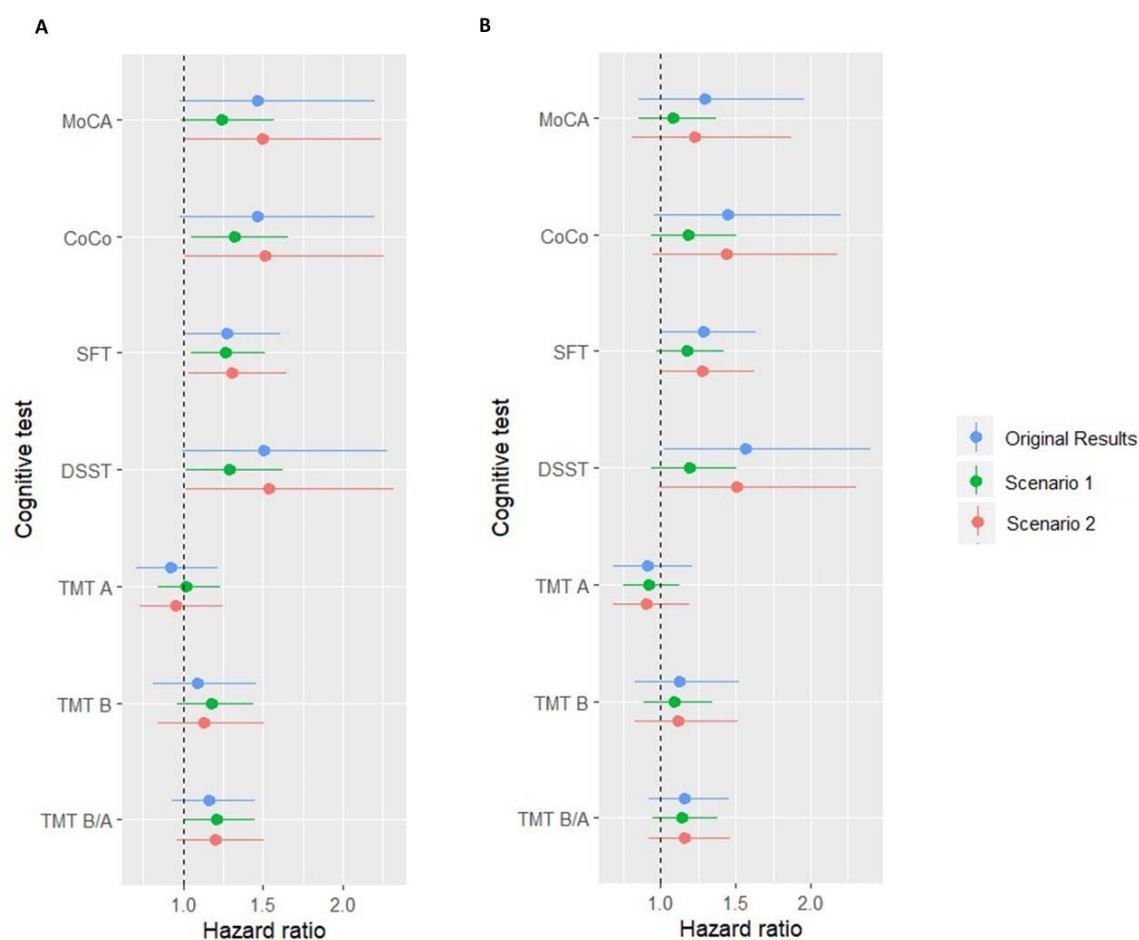 A
Cognitive test
MoCA
CoCo
SFT
DSST
TMT A
TMT B
TMT B/A
1.0 1.5 2.0
Hazard ratio
B
Cognitive test
MoCA
CoCo
SFT
DSST
TMT A
TMT B
TMT B/A
1.0 1.5 2.0
Hazard ratio
Original Results
Scenario 1
Scenario 2